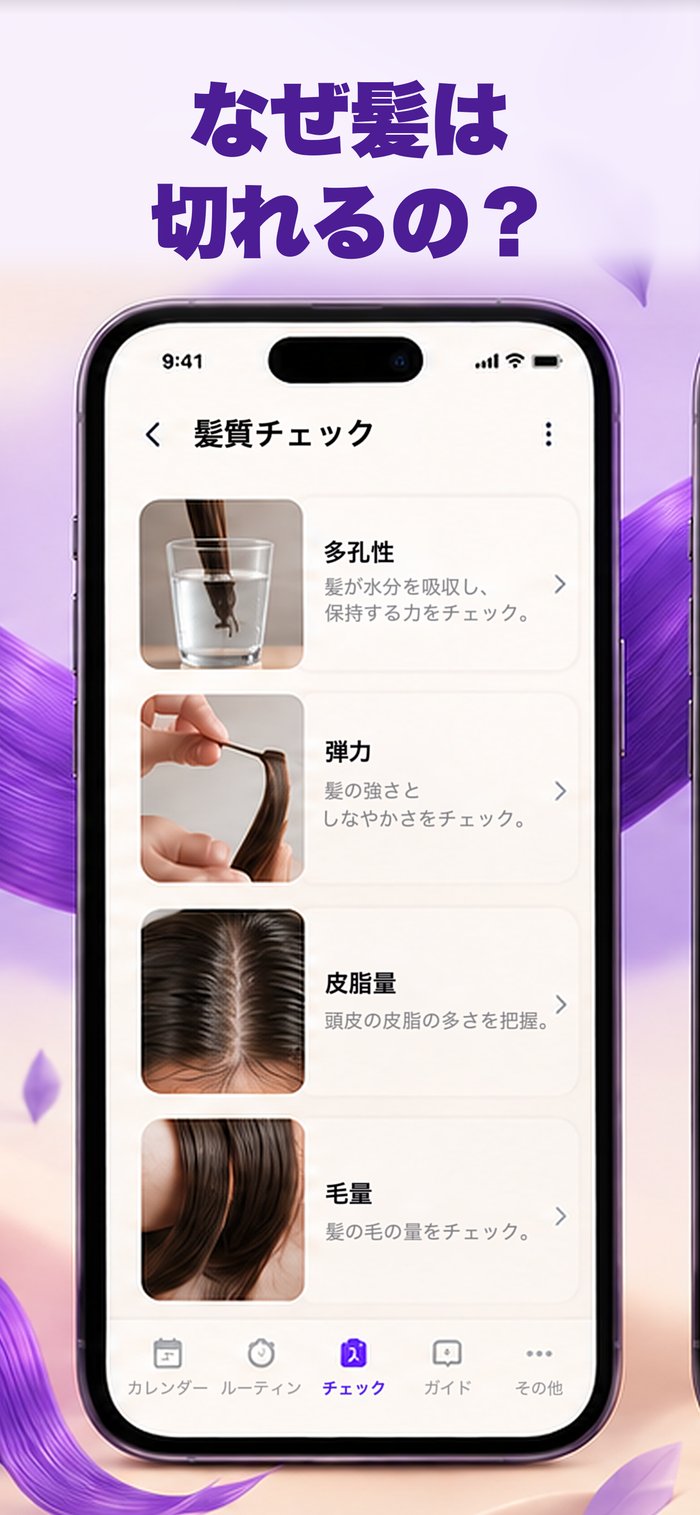 なぜ髪は
切れるの？
9:41
髪質チェック
多孔性
髪が水分を吸収し、
保持する力をチェック。
弾力
髪の強さと
しなやかさをチェック。
皮脂量
頭皮の皮脂の多さを把握。
毛量
髪の毛の量をチェック。
カレンダー ルーティン チェック ガイド その他